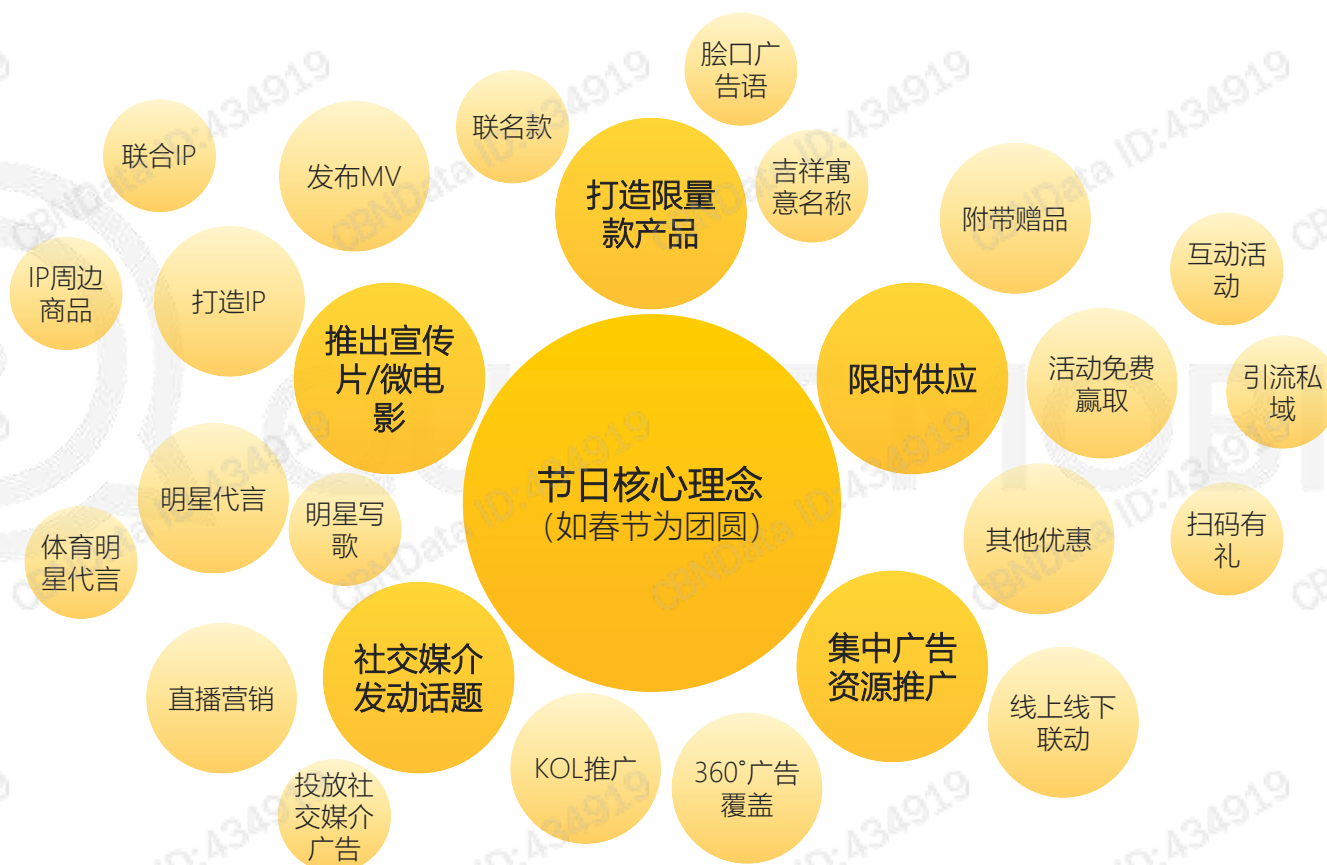 脍口广
告语
联名款
联合IP
发布MV
吉祥寓
意名称
打造限量
款产品
附带赠品
互动活
动
IP周边
商品
打造IP
推出宣传
片/微电
影
限时供应
活动免费
赢取
引流私
域
节日核心理念
（如春节为团圆）
明星代言
明星写
歌
体育明
星代言
其他优惠
扫码有
礼
社交媒介
发动话题
集中广告
资源推广
直播营销
线上线下
联动
KOL推广
360°广告
覆盖
投放社
交媒介
广告
CBNData ID:434919